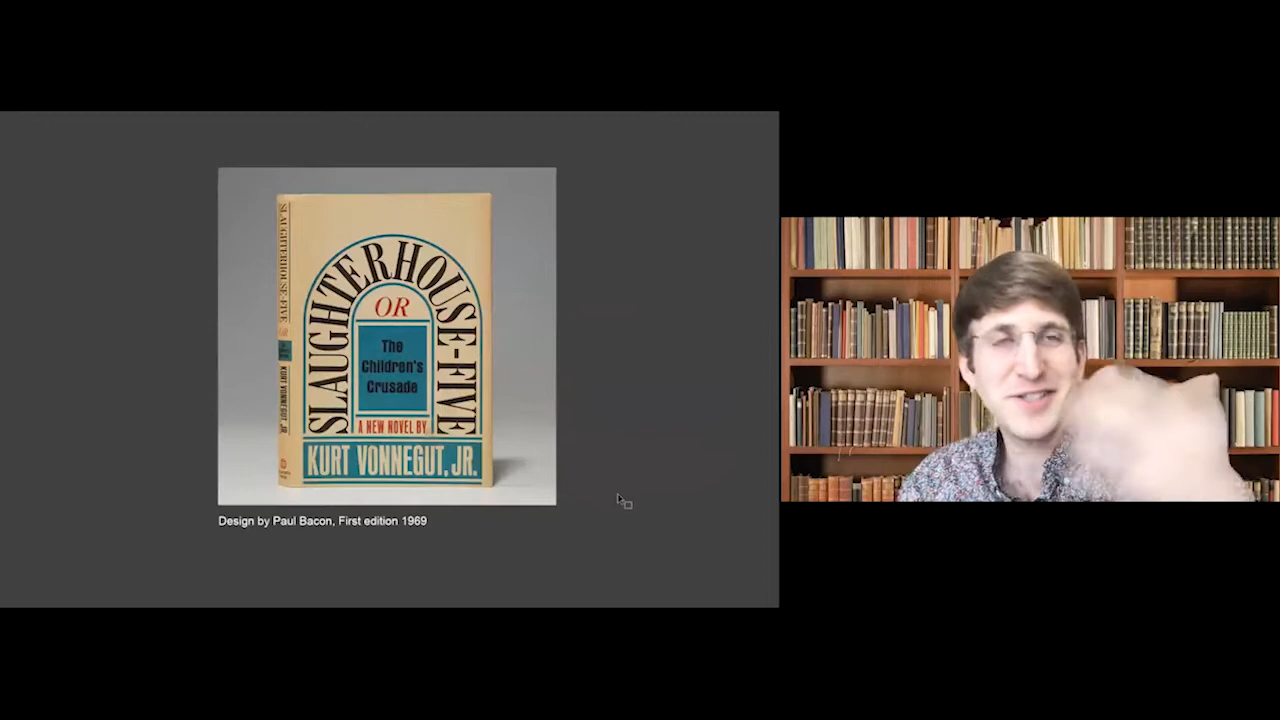 SLAUGHTERHOUSE-FIVE
OR
The
Children's
Crusade
A NEW NOVEL BY
KURT VONNEGUT, JR.
SLAUGHTERHOUSE-FIVE
OR
KURT VONNEGUT, JR.
Design by Paul Bacon, First edition 1969